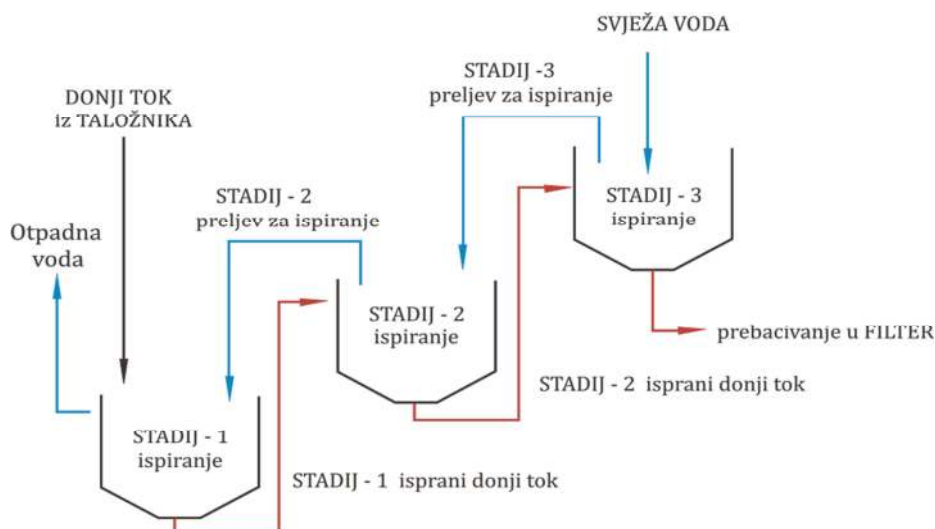 SVJEŽA VODA
STADIJ -3
preljev za ispiranje
DONJI TOK
iz TALOŽNIKA
STADIJ - 3
ispiranje
STADIJ - 2
preljev za ispiranje
Otpadna
voda
STADIJ - 2
ispiranje
prebacivanje u FILTER
STADIJ - 2 isprani donji tok
STADIJ - 1
ispiranje
STADIJ - 1 isprani donji tok